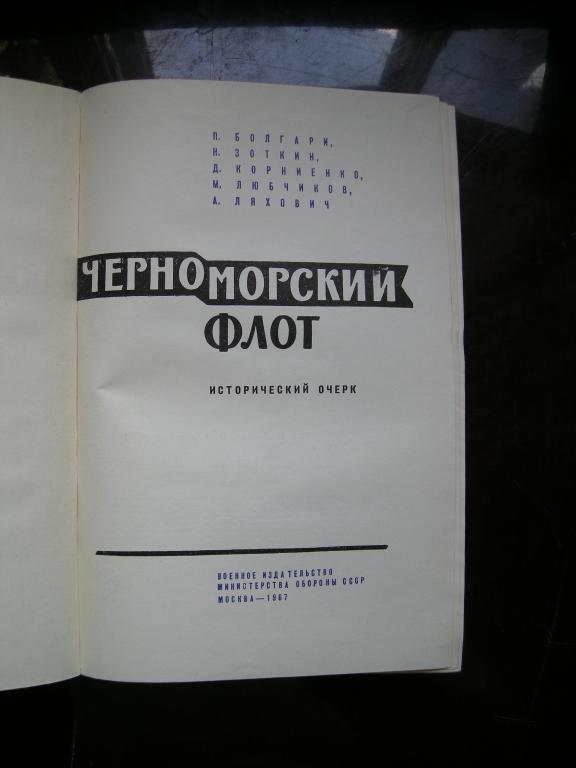 П. БОЛГАРИ,
Н. ЗОТКИН,
Д. КОРНИЕНКО,
М. ЛЮБЧИКОВ,
А. ЛЯХОВИЧ
ЧЕРНОМОРСКИЙ
ФЛОТ
ИСТОРИЧЕСКИЙ ОЧЕРК
ВОЕННОЕ ИЗДАТЕЛЬСТВО
МИНИСТЕРСТВА ОБОРОНЫ СССР
МОСКВА—1967